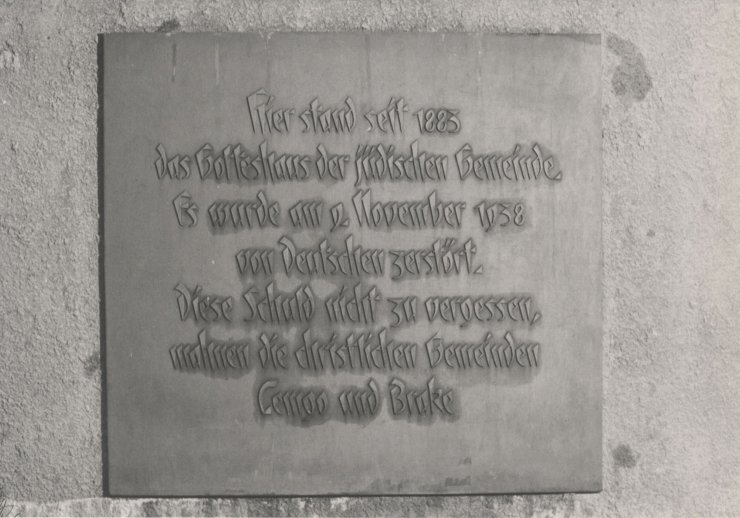 Hier stand seit 1883
das Gotteshaus der jüdischen Gemeinde.
Es wurde am 9. November 1938
von Deutschen zerstört.
Diese Schuld nicht zu vergessen,
mahnen die christlichen Gemeinden
Lemgo und Brake